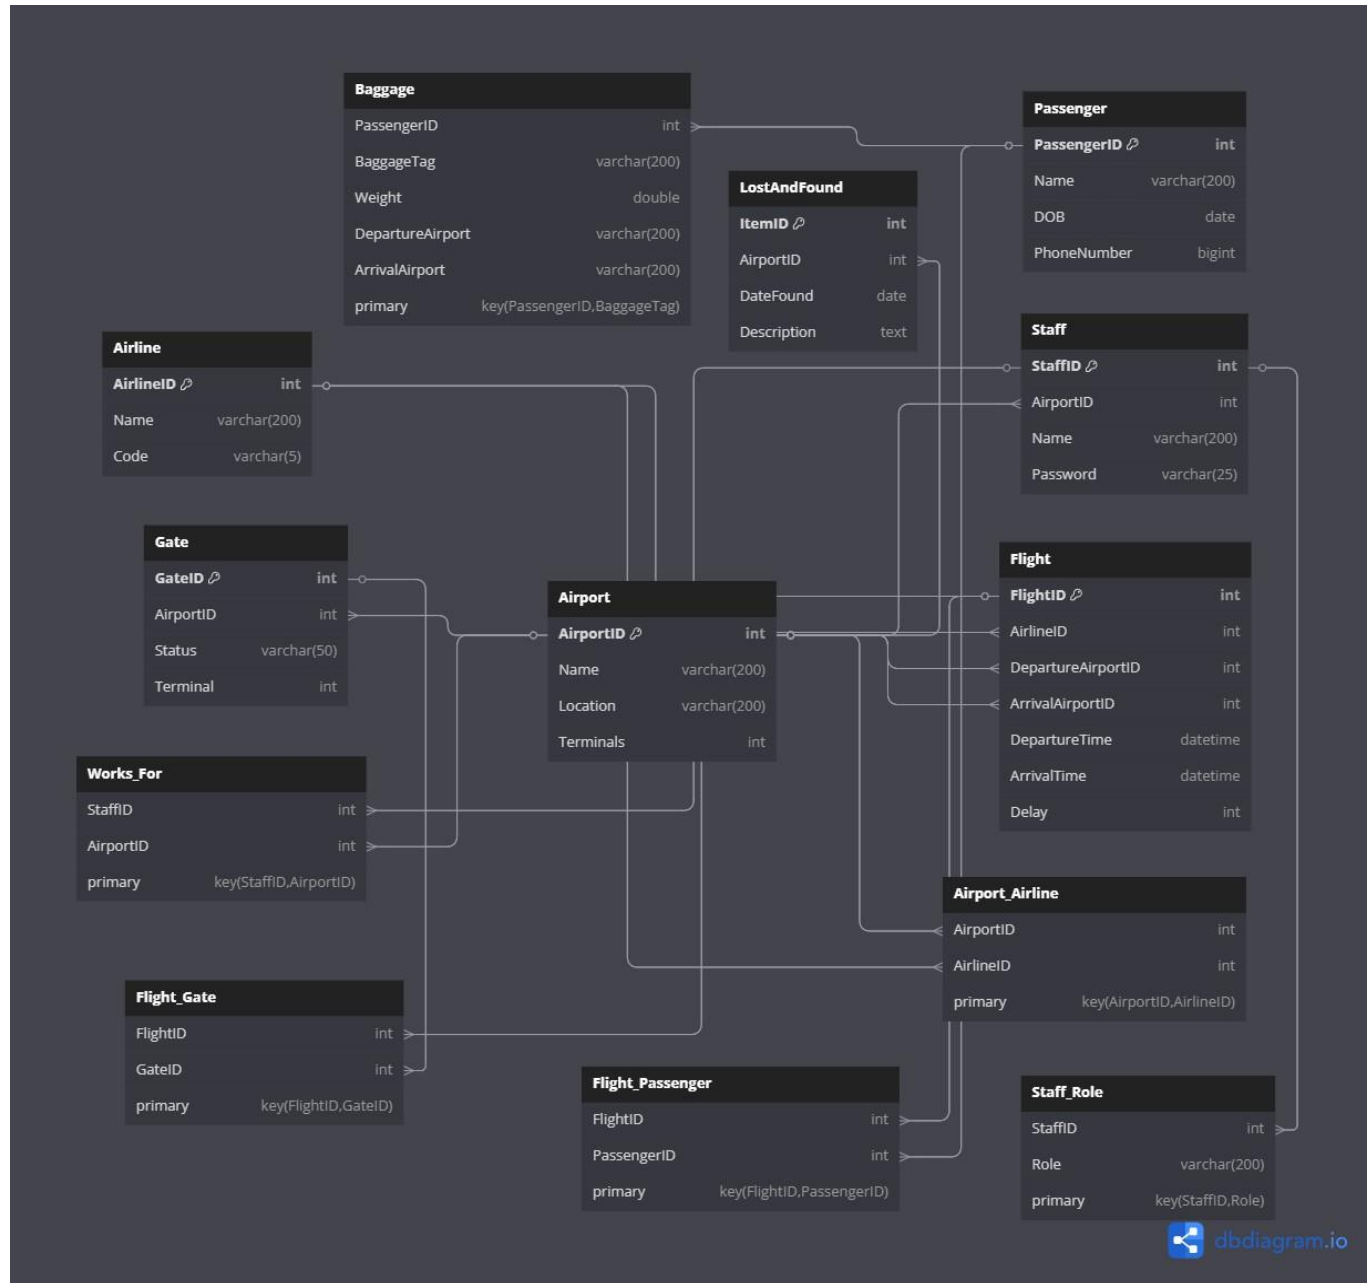 Baggage
PassengerID int
BaggageTag varchar(200)
Weight double
DepartureAirport varchar(200)
ArrivalAirport varchar(200)
primary key(PassengerID,BaggageTag)
Passenger
PassengerID int
Name varchar(200)
DOB date
PhoneNumber bigint
LostAndFound
ItemID int
AirportID int
DateFound date
Description text
Staff
StaffID int
AirportID int
Name varchar(200)
Password varchar(25)
Airline
AirlineID int
Name varchar(200)
Code varchar(5)
Gate
GateID int
AirportID int
Status varchar(50)
Terminal int
Airport
AirportID int
Name varchar(200)
Location varchar(200)
Terminals int
Flight
FlightID int
AirlineID int
DepartureAirportID int
ArrivalAirportID int
DepartureTime datetime
ArrivalTime datetime
Delay int
Works_For
StaffID int
AirportID int
primary key(StaffID,AirportID)
Airport_Airline
AirportID int
AirlineID int
primary key(AirportID,AirlineID)
Flight_Gate
FlightID int
GateID int
primary key(FlightID,GateID)
Flight_Passenger
FlightID int
PassengerID int
primary key(FlightID,PassengerID)
Staff_Role
StaffID int
Role varchar(200)
primary key(StaffID,Role)
dbdiagram.io